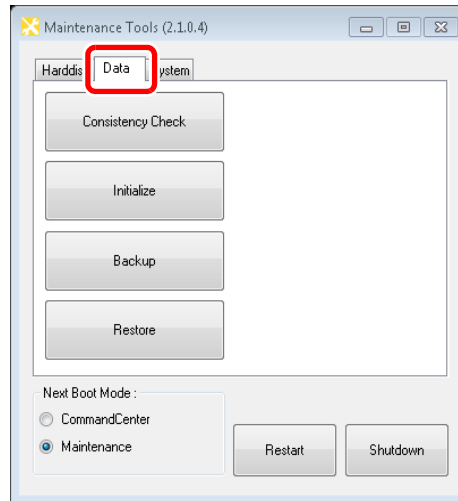 Maintenance Tools (2.1.0.4)
Harddis Data ystem
Consistency Check
Initialize
Backup
Restore
Next Boot Mode :
CommandCenter
Maintenance
Restart Shutdown